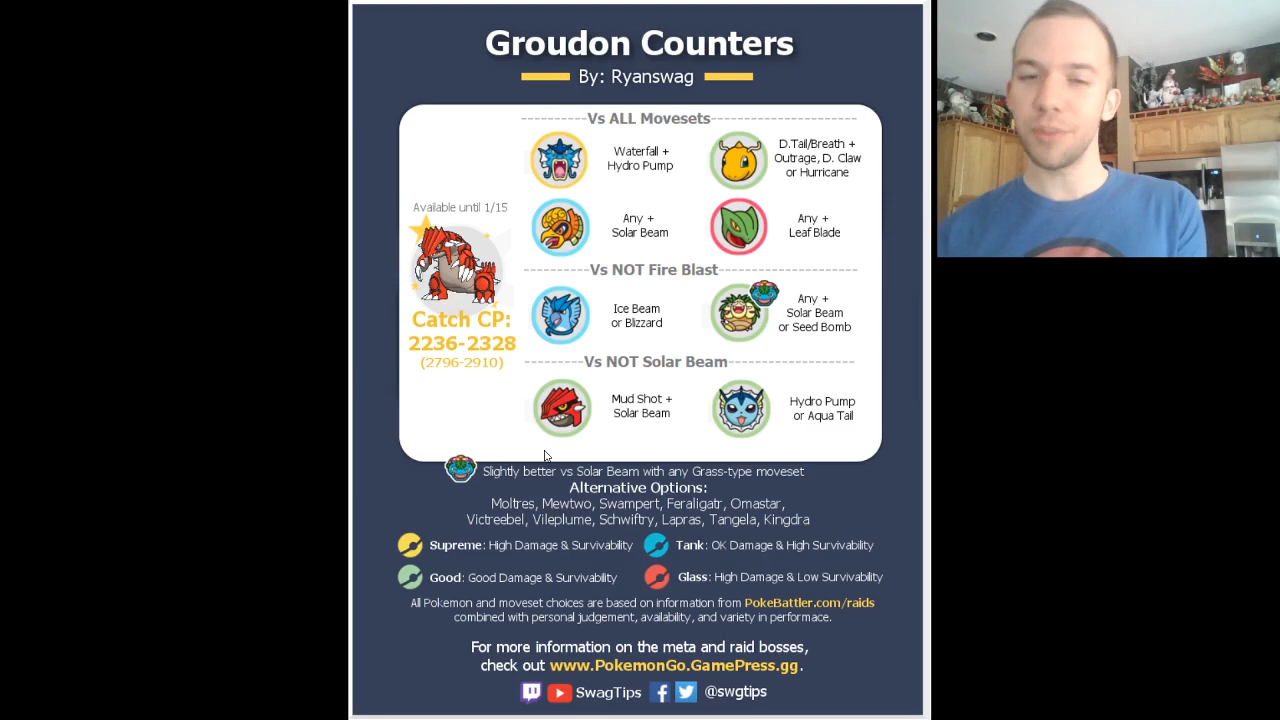 Groudon Counters
By: Ryanswag
Vs ALL Movesets
Waterfall +
Hydro Pump
D.Tail/Breath +
Outrage, D. Claw
or Hurricane
Available until 1/15
Any +
Solar Beam
Any +
Leaf Blade
Vs NOT Fire Blast
Catch CP:
2236-2328
(2796-2910)
Ice Beam
or Blizzard
Any +
Solar Beam
or Seed Bomb
Vs NOT Solar Beam
Mud Shot +
Solar Beam
Hydro Pump
or Aqua Tail
Slightly better vs Solar Beam with any Grass-type moveset
Alternative Options:
Moltres, Mewtwo, Swampert, Feraligatr, Omastar,
Victreebel, Vileplume, Schwiftry, Lapras, Tangela, Kingdra
Supreme: High Damage & Survivability
Tank: OK Damage & High Survivability
Good: Good Damage & Survivability
Glass: High Damage & Low Survivability
All Pokemon and moveset choices are based on information from PokeBattler.com/raids
combined with personal judgement, availability, and variety in performace.
For more information on the meta and raid bosses,
check out www.PokemonGo.GamePress.gg.
SwagTips @swgtips